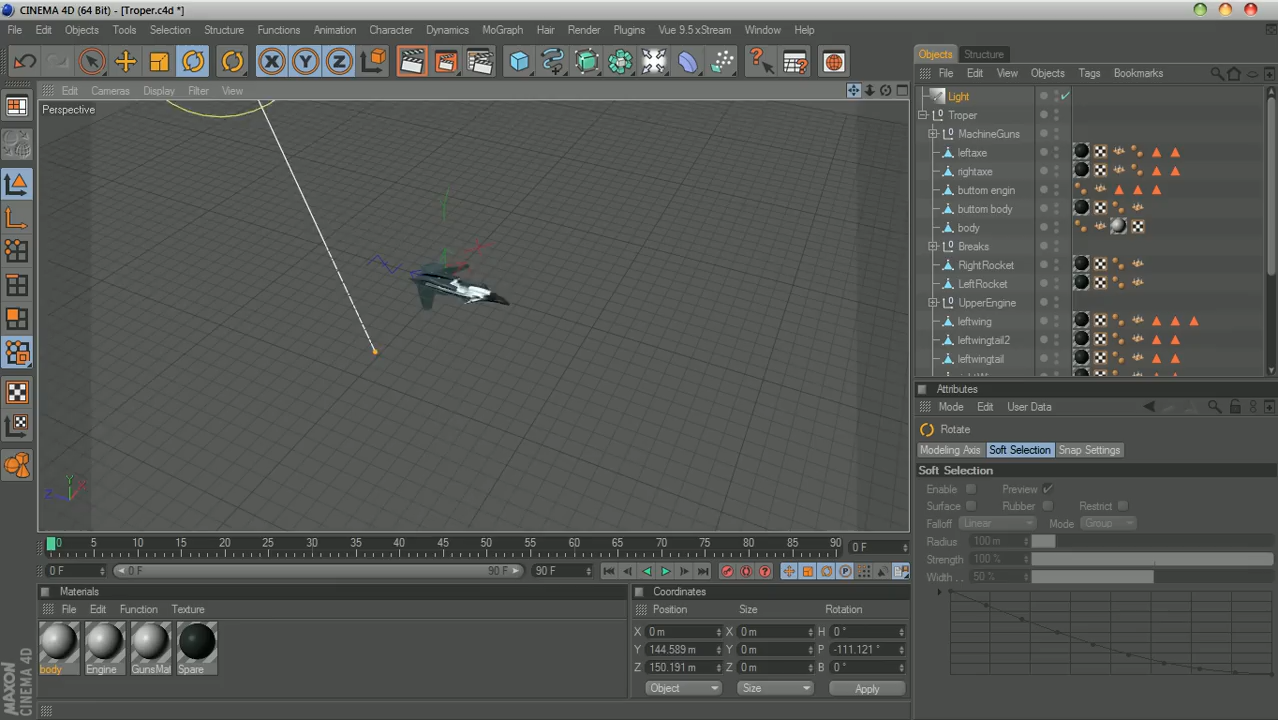 CINEMA 4D (64 Bit) - [Troper.c4d *]
File Edit Objects Tools Selection Structure Functions Animation Character Dynamics MoGraph Hair Render Plugins Vue 9.5 xStream Window Help
X Y Z
Objects Structure
File Edit View Objects Tags Bookmarks
Edit Cameras Display Filter View
Perspective
Light
Troper
MachineGuns
leftaxe
rightaxe
buttom engin
buttom body
body
Breaks
RightRocket
LeftRocket
UpperEngine
leftwing
leftwingtail2
leftwingtail
Attributes
Mode Edit User Data
Rotate
Modeling Axis Soft Selection Snap Settings
Soft Selection
Enable Preview
Surface Rubber Restrict
Falloff Linear Mode Group
Radius 100 m
Strength 100 %
Width . . 50 %
Y
Z X
0 5 10 15 20 25 30 35 40 45 50 55 60 65 70 75 80 85 90 0 F
0 F 0 F 90 F 90 F
Materials
File Edit Function Texture
body Engine GunsMat Spare
Coordinates
Position Size Rotation
X 0 m X 0 m H 0 °
Y 144.589 m Y 0 m P -111.121 °
Z 150.191 m Z 0 m B 0 °
Object Size Apply
MAXON
CINEMA 4D